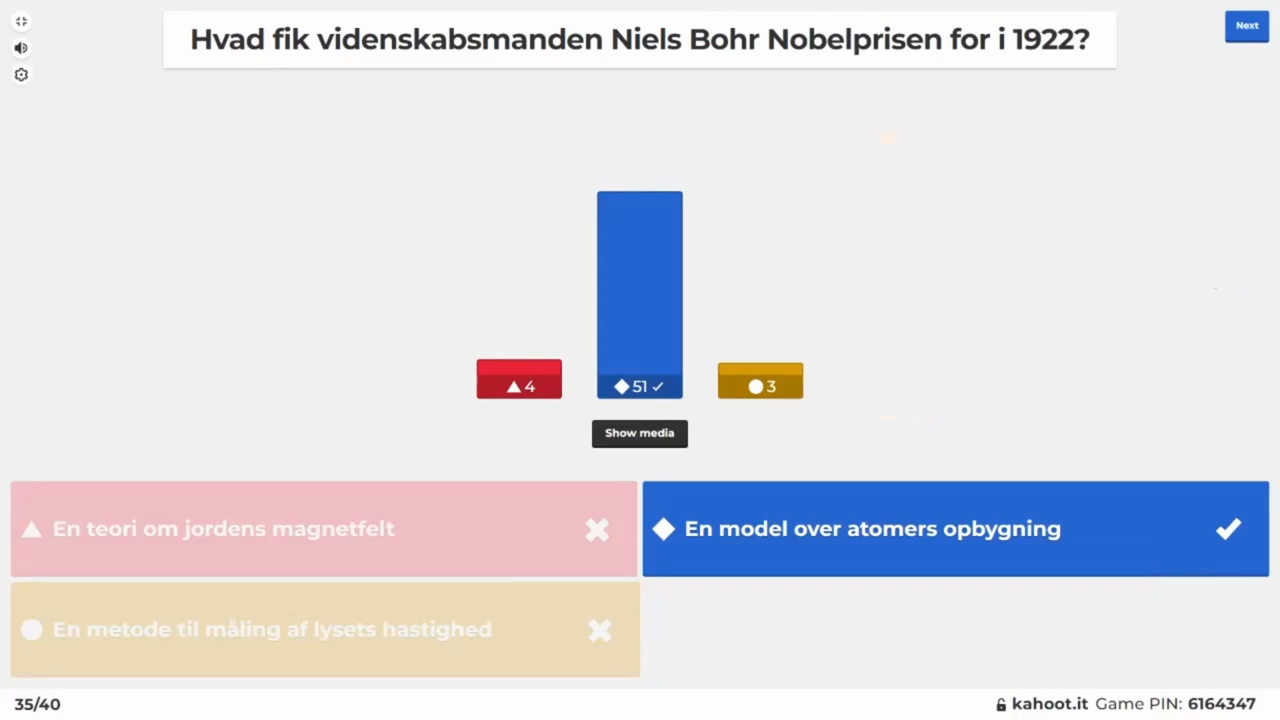 Hvad fik videnskabsmanden Niels Bohr Nobelprisen for i 1922?
Next
4
51
3
Show media
En teori om jordens magnetfelt
En model over atomers opbygning
En metode til måling af lysets hastighed
35/40
kahoot.it Game PIN: 6164347